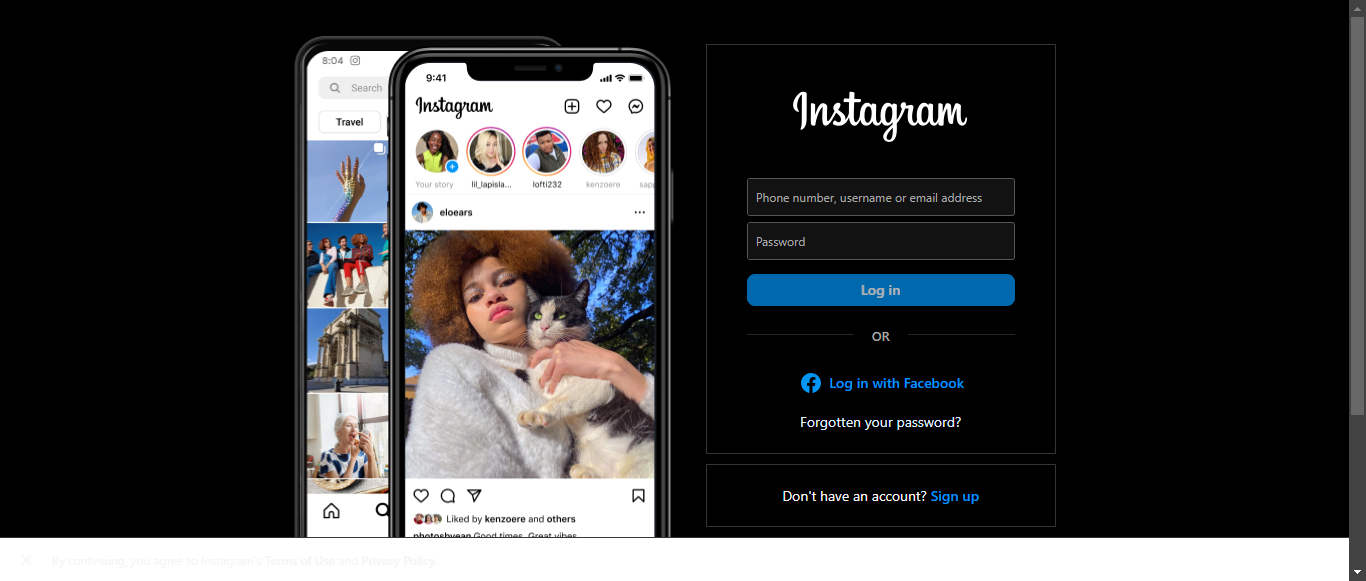 8:04
Search
Travel
9:41
Instagram
Your story
lil_lapisla...
lofti232
kenzoere
sap
eloears
Liked by kenzoere and others
photosbyean Good times. Great vibes.
Instagram
Phone number, username or email address
Password
Log in
OR
Log in with Facebook
Forgotten your password?
Don't have an account? Sign up
By continuing, you agree to Instagram's Terms of Use and Privacy Policy.